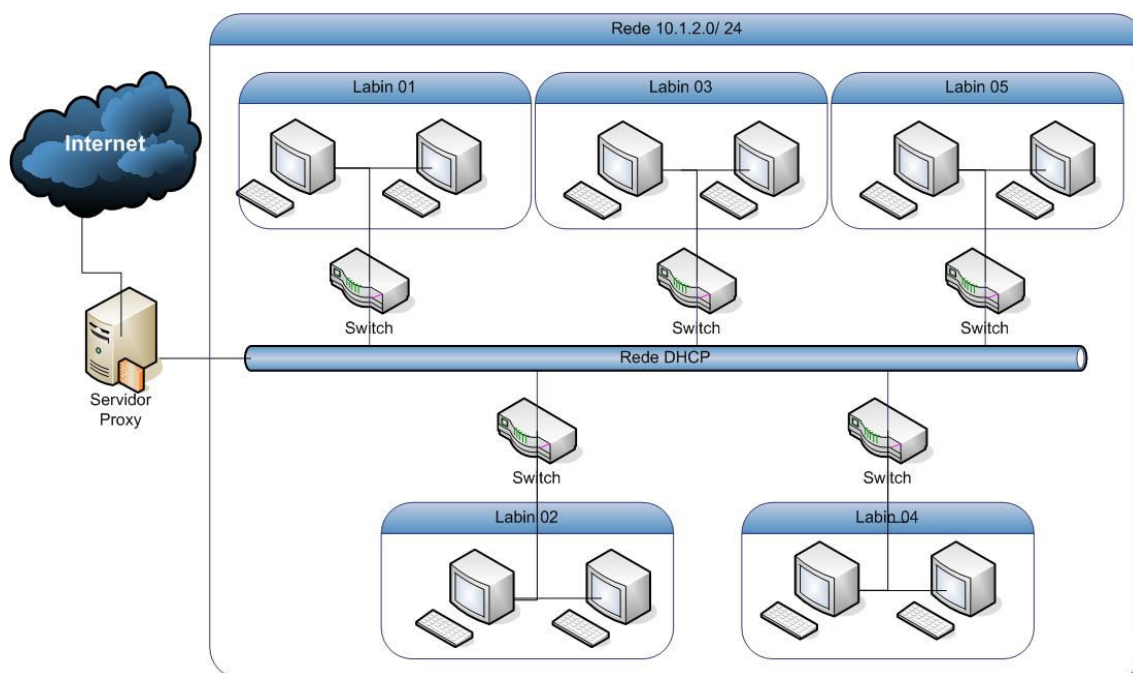 Rede 10.1.2.0/ 24
Labin 01
Labin 03
Labin 05
Internet
Switch
Switch
Switch
Rede DHCP
Servidor
Proxy
Switch
Switch
Labin 02
Labin 04